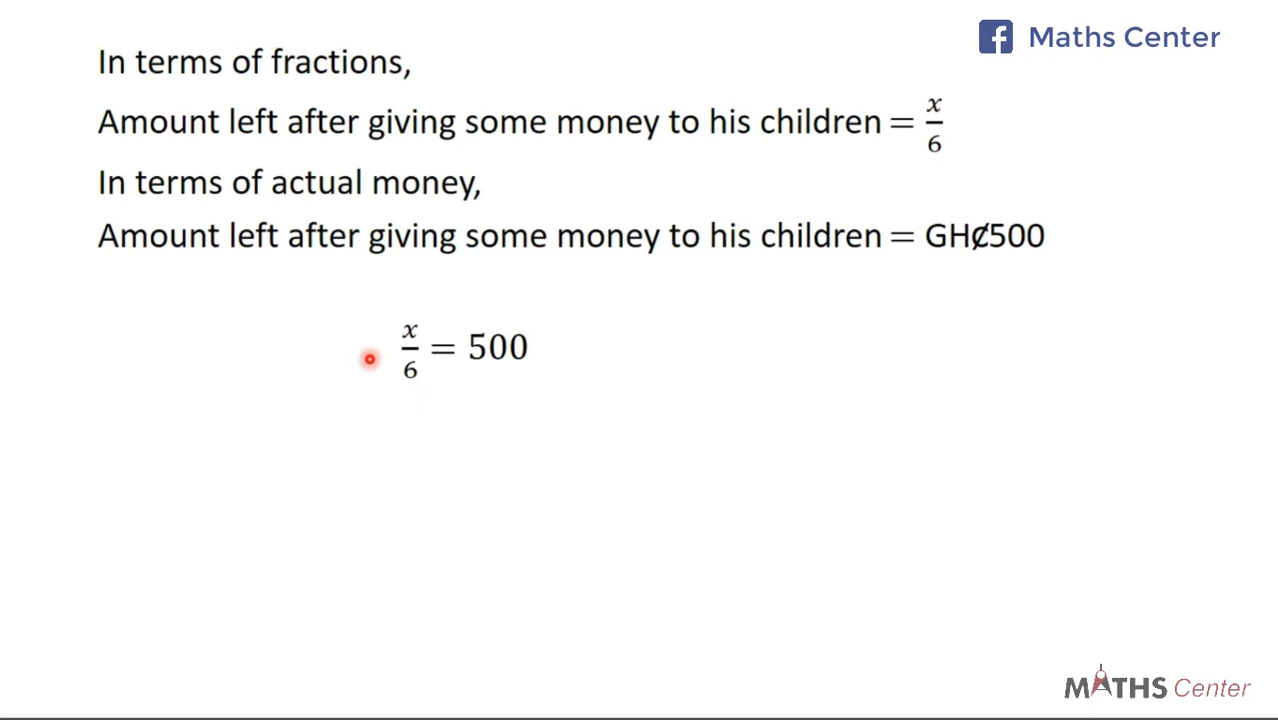 Maths Center
In terms of fractions,
Amount left after giving some money to his children = x/6
In terms of actual money,
Amount left after giving some money to his children = GH₵500
x/6 = 500
MATHS Center